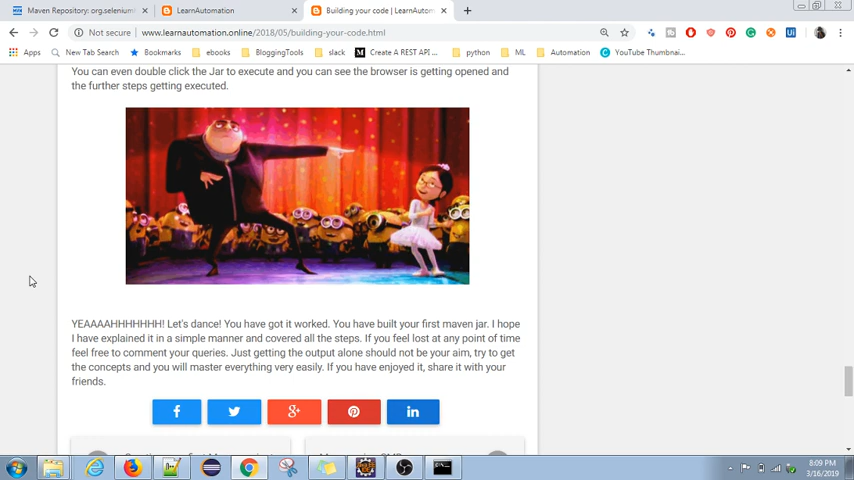 Maven Repository: org.selenium
LearnAutomation
Building your code | LearnAutom
Not secure | www.learnautomation.online/2018/05/building-your-code.html
Apps
New Tab Search
Bookmarks
ebooks
BloggingTools
slack
Create A REST API...
python
ML
Automation
YouTube Thumbnai...
You can even double click the Jar to execute and you can see the browser is getting opened and
the further steps getting executed.
YEAAAAHHHHHHH! Let's dance! You have got it worked. You have built your first maven jar. I hope
I have explained it in a simple manner and covered all the steps. If you feel lost at any point of time
feel free to comment your queries. Just getting the output alone should not be your aim, try to get
the concepts and you will master everything very easily. If you have enjoyed it, share it with your
friends.
8:09 PM
3/16/2019